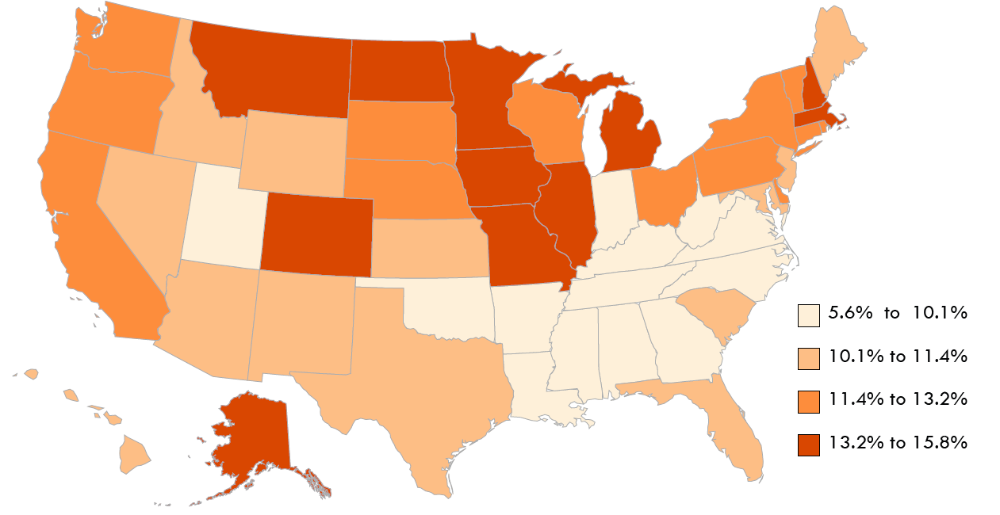 5.6% to 10.1%
10.1% to 11.4%
11.4% to 13.2%
13.2% to 15.8%